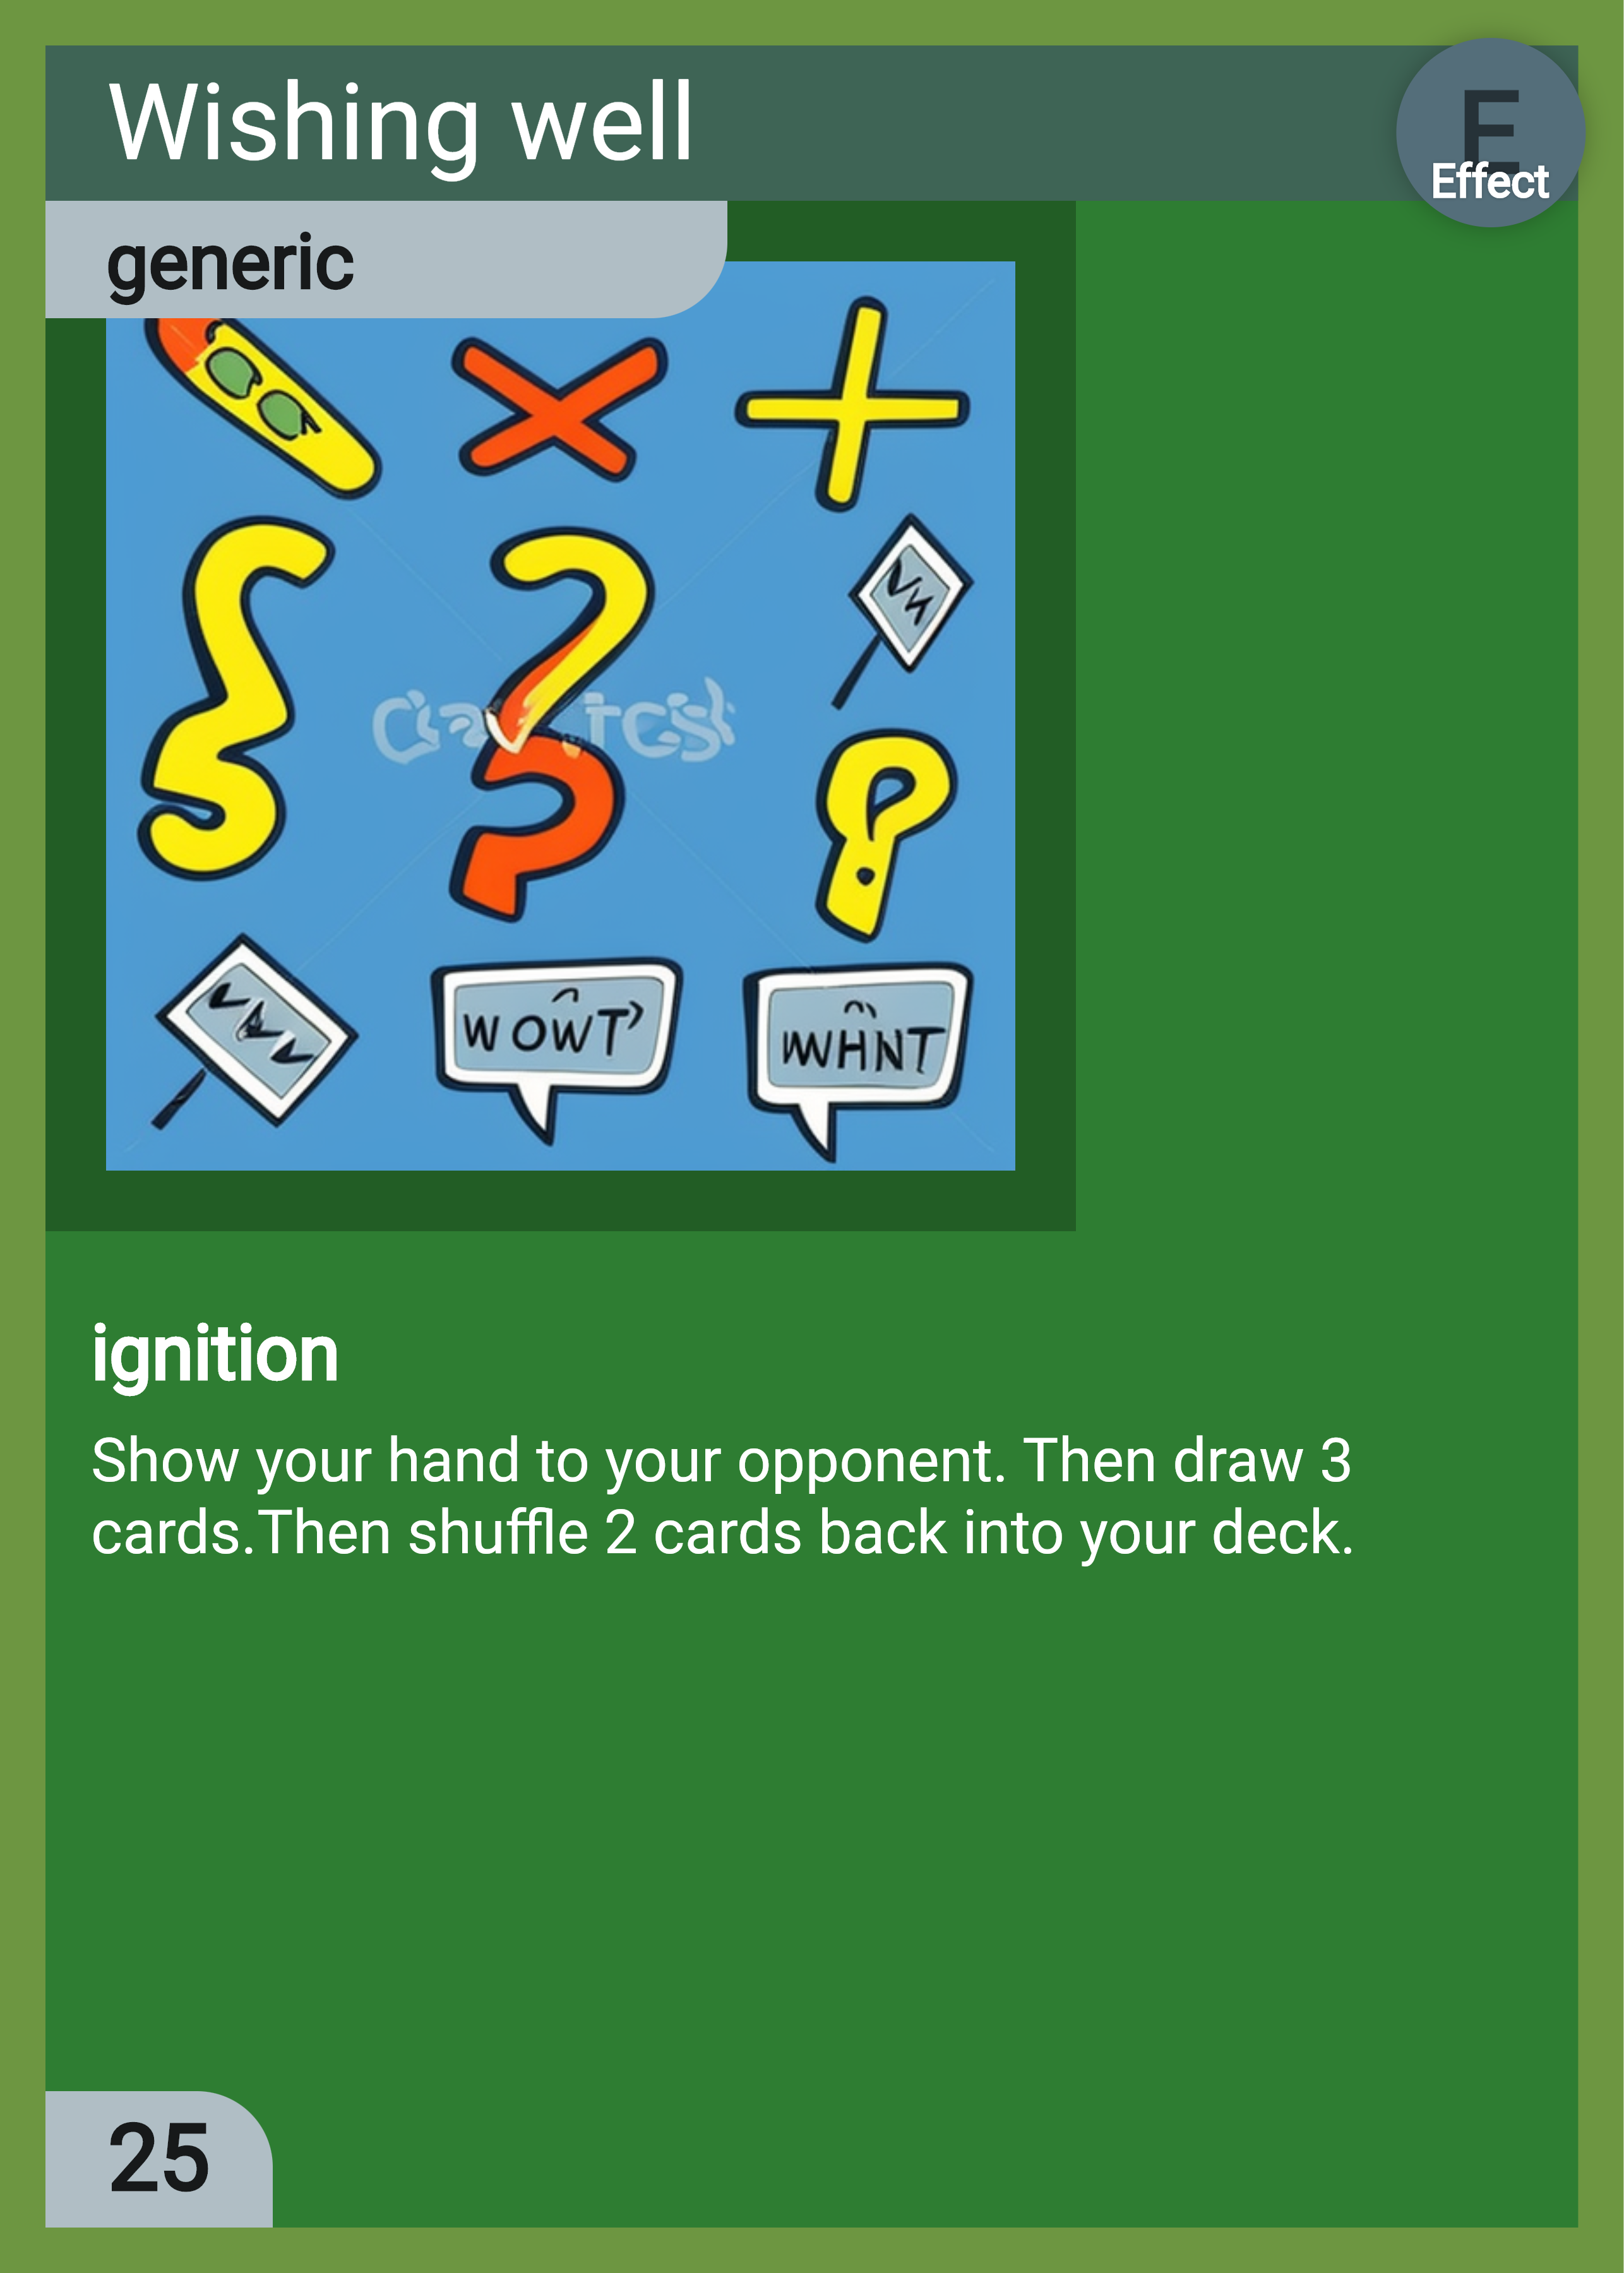 Wishing well
E
Effect
generic
WOWT
WHNT
ignition
Show your hand to your opponent. Then draw 3
cards.Then shuffle 2 cards back into your deck.
25